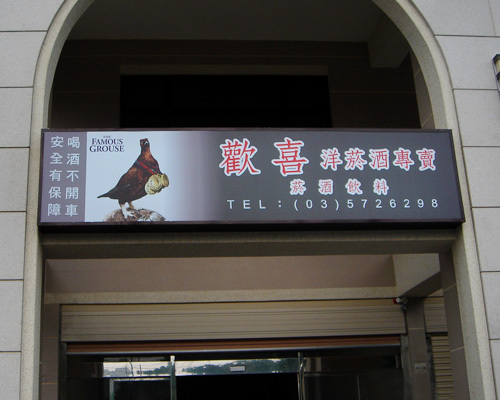 喝酒不開車
安全有保障
THE
FAMOUS
GROUSE
歡喜 洋菸酒專賣
菸酒飲料
TEL:(03)5726298